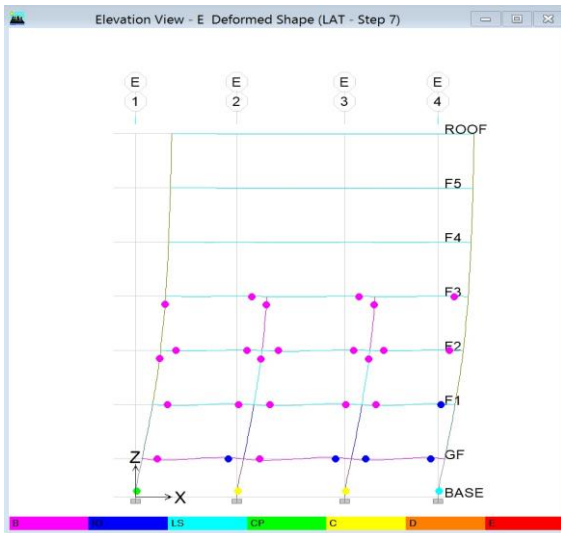 Elevation View - E Deformed Shape (LAT - Step 7)
E E E E
1 2 3 4
ROOF
F5
F4
F3
F2
F1
Z GF
X BASE
B IO LS CP C D E